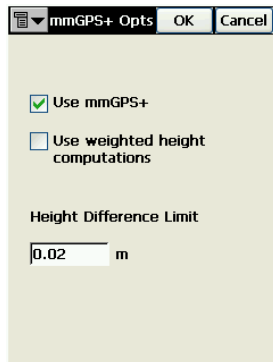 mmGPS+ Opts OK Cancel
Use mmGPS+
Use weighted height
computations
Height Difference Limit
0.02 m